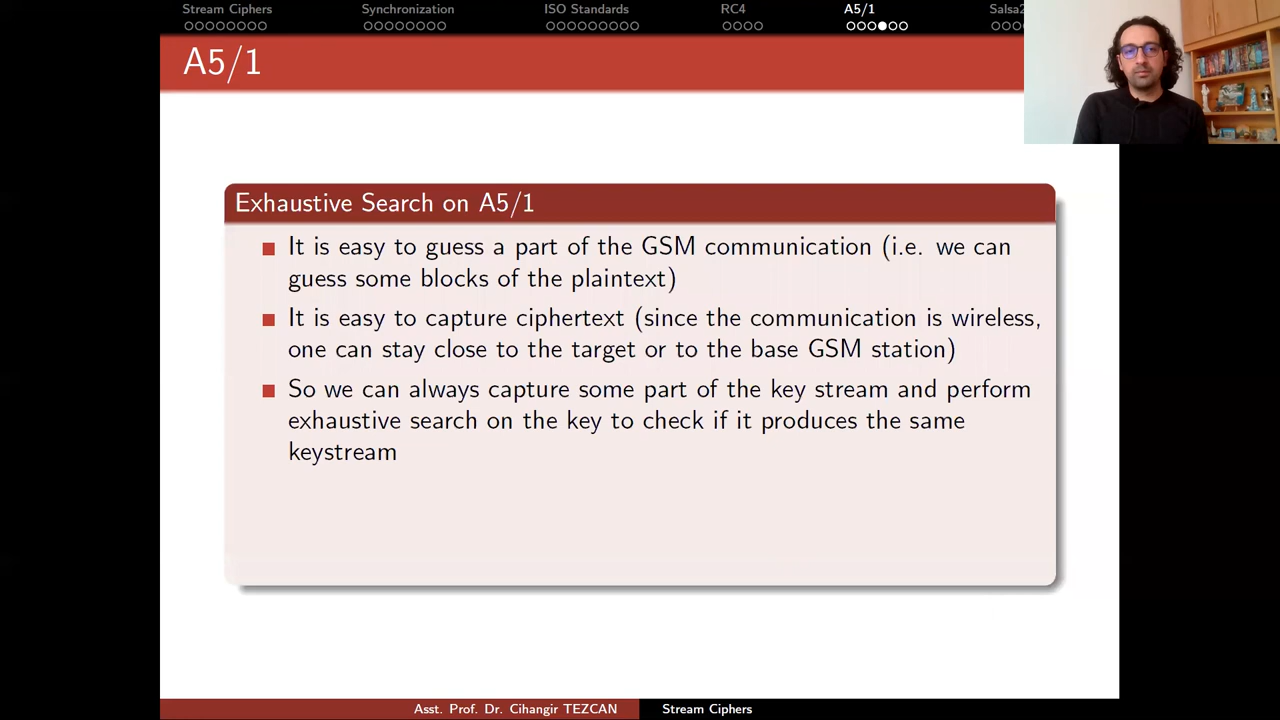 Stream Ciphers Synchronization ISO Standards RC4 A5/1
A5/1
Exhaustive Search on A5/1
It is easy to guess a part of the GSM communication (i.e. we can
guess some blocks of the plaintext)
It is easy to capture ciphertext (since the communication is wireless,
one can stay close to the target or to the base GSM station)
So we can always capture some part of the key stream and perform
exhaustive search on the key to check if it produces the same
keystream
Asst. Prof. Dr. Cihangir TEZCAN Stream Ciphers